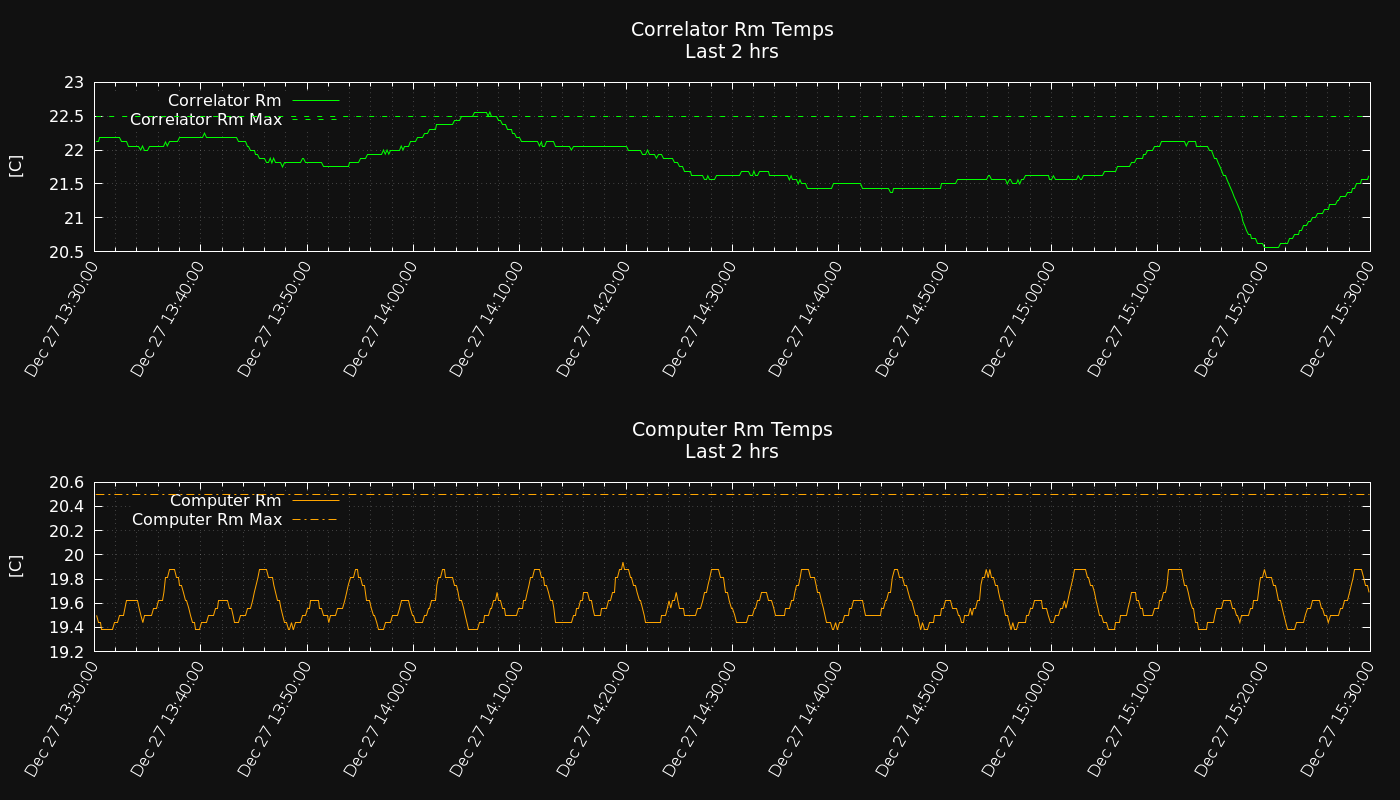 Correlator Rm Temps
Last 2 hrs
[C]
23
22.5
22
21.5
21
20.5
Correlator Rm
Correlator Rm Max
Dec 27 13:30:00
Dec 27 13:40:00
Dec 27 13:50:00
Dec 27 14:00:00
Dec 27 14:10:00
Dec 27 14:20:00
Dec 27 14:30:00
Dec 27 14:40:00
Dec 27 14:50:00
Dec 27 15:00:00
Dec 27 15:10:00
Dec 27 15:20:00
Dec 27 15:30:00
Computer Rm Temps
Last 2 hrs
[C]
20.6
20.4
20.2
20
19.8
19.6
19.4
19.2
Computer Rm
Computer Rm Max
Dec 27 13:30:00
Dec 27 13:40:00
Dec 27 13:50:00
Dec 27 14:00:00
Dec 27 14:10:00
Dec 27 14:20:00
Dec 27 14:30:00
Dec 27 14:40:00
Dec 27 14:50:00
Dec 27 15:00:00
Dec 27 15:10:00
Dec 27 15:20:00
Dec 27 15:30:00